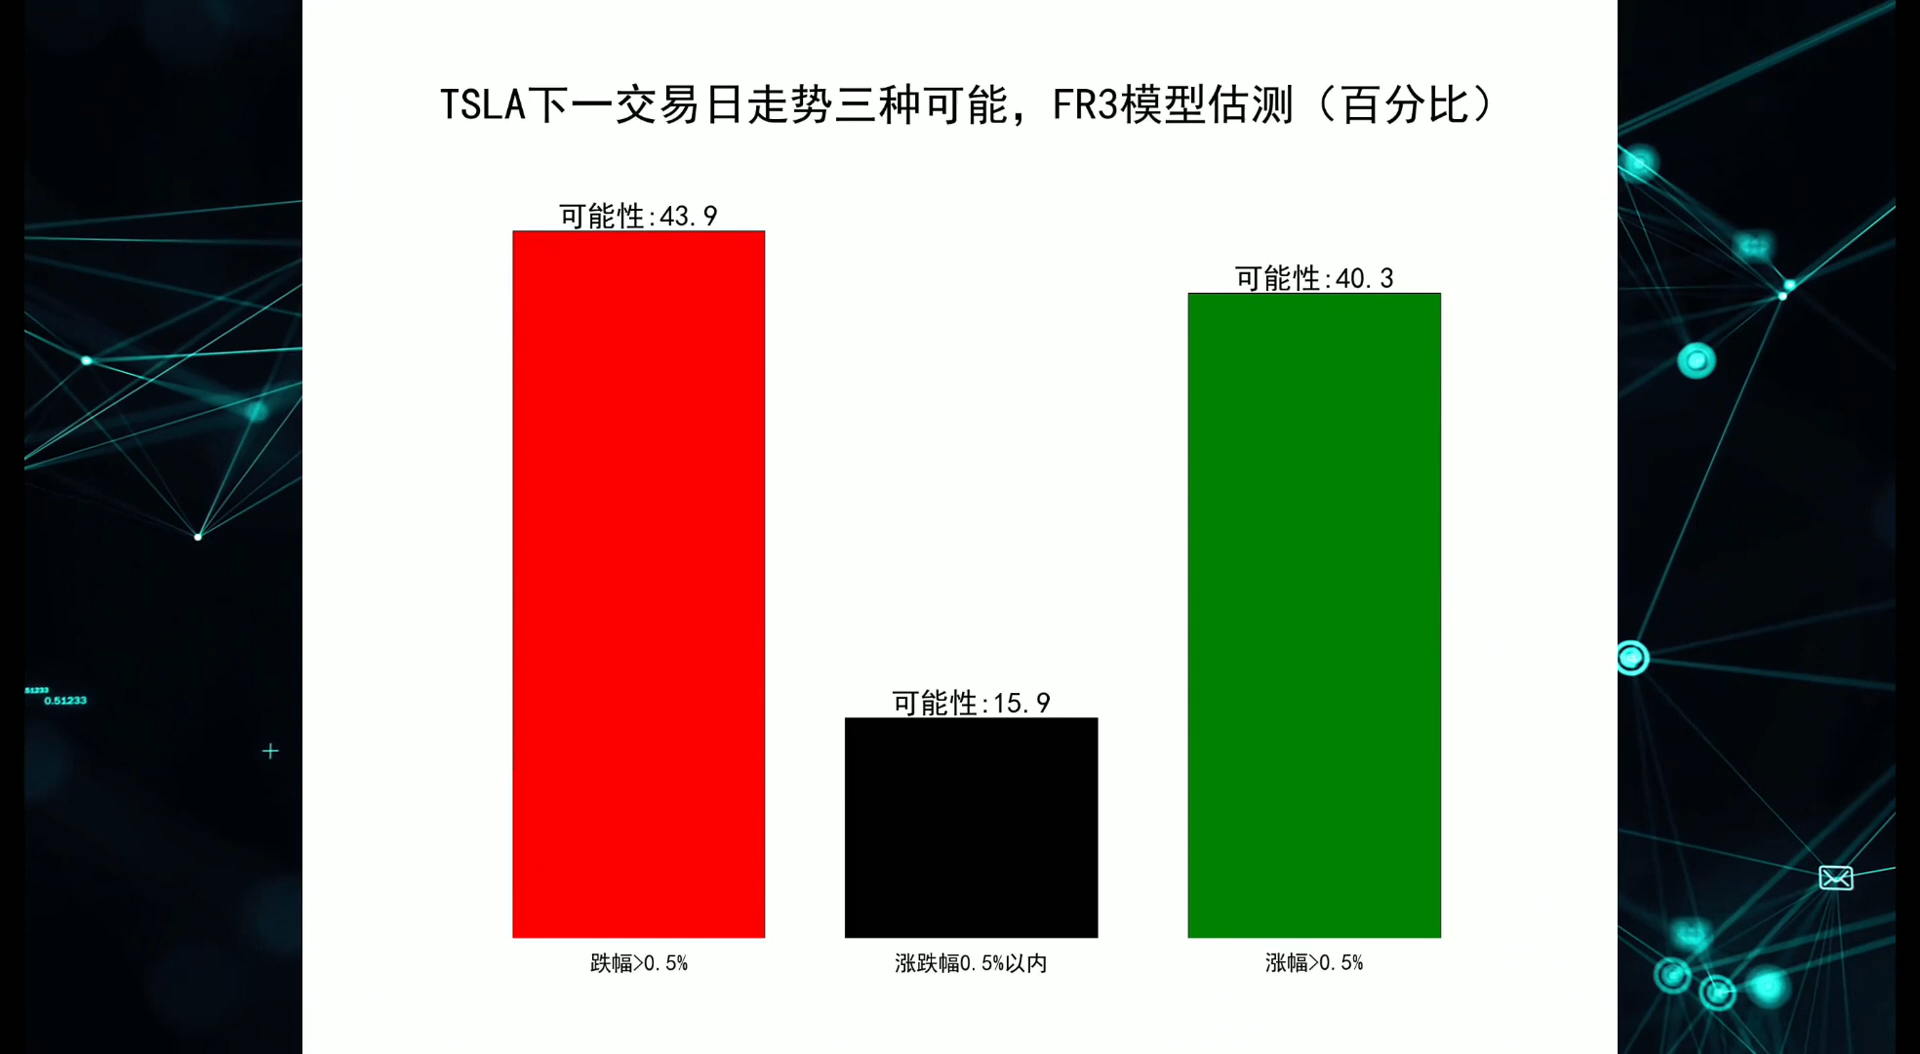 TSLA下一交易日走势三种可能，FR3模型估测（百分比）
可能性:43.9
可能性:40.3
可能性:15.9
跌幅>0.5%
涨跌幅0.5%以内
涨幅>0.5%
51233
0.51233